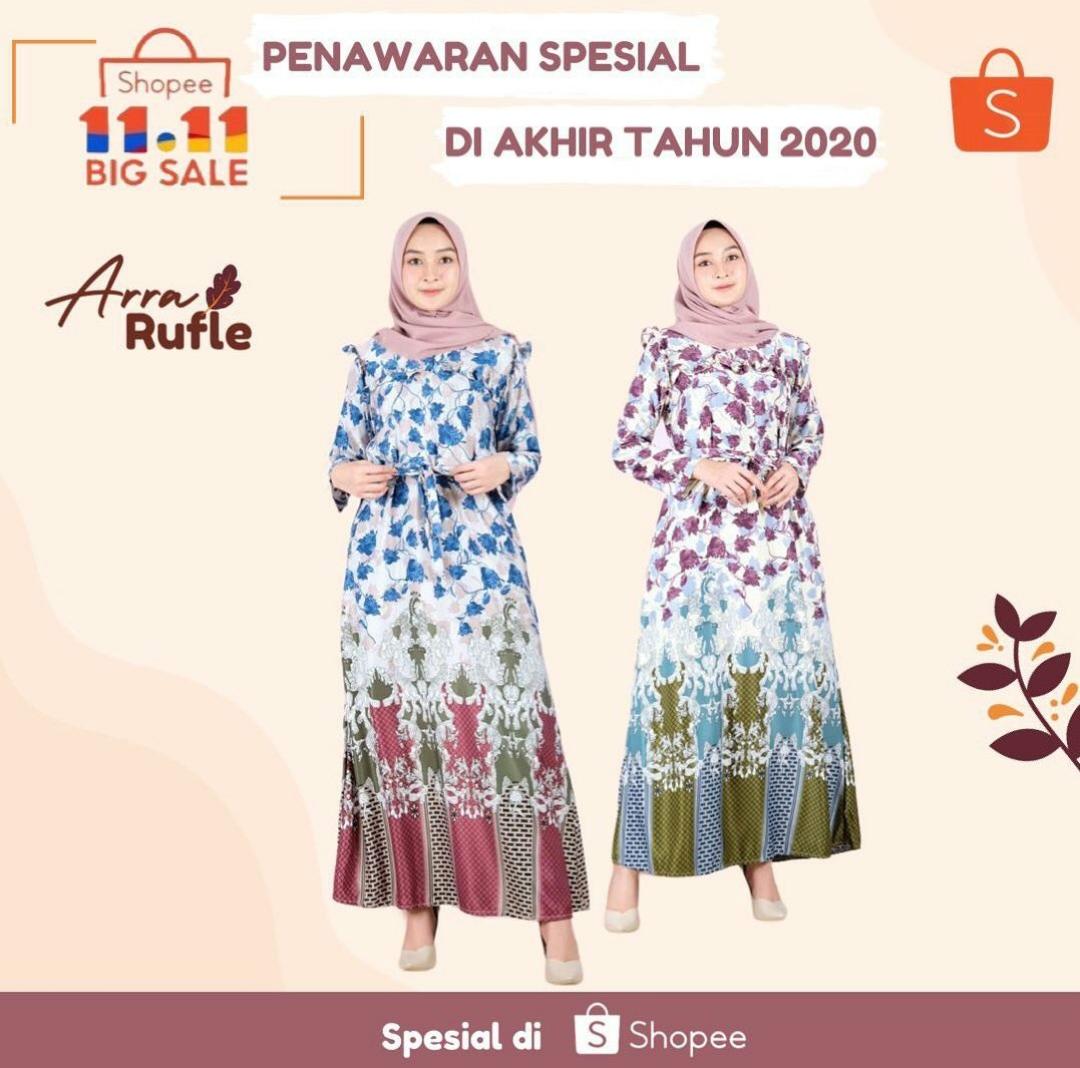 Shopee
11.11
BIG SALE
PENAWARAN SPESIAL
DI AKHIR TAHUN 2020
S
Arra
Rufle
Spesial di S Shopee